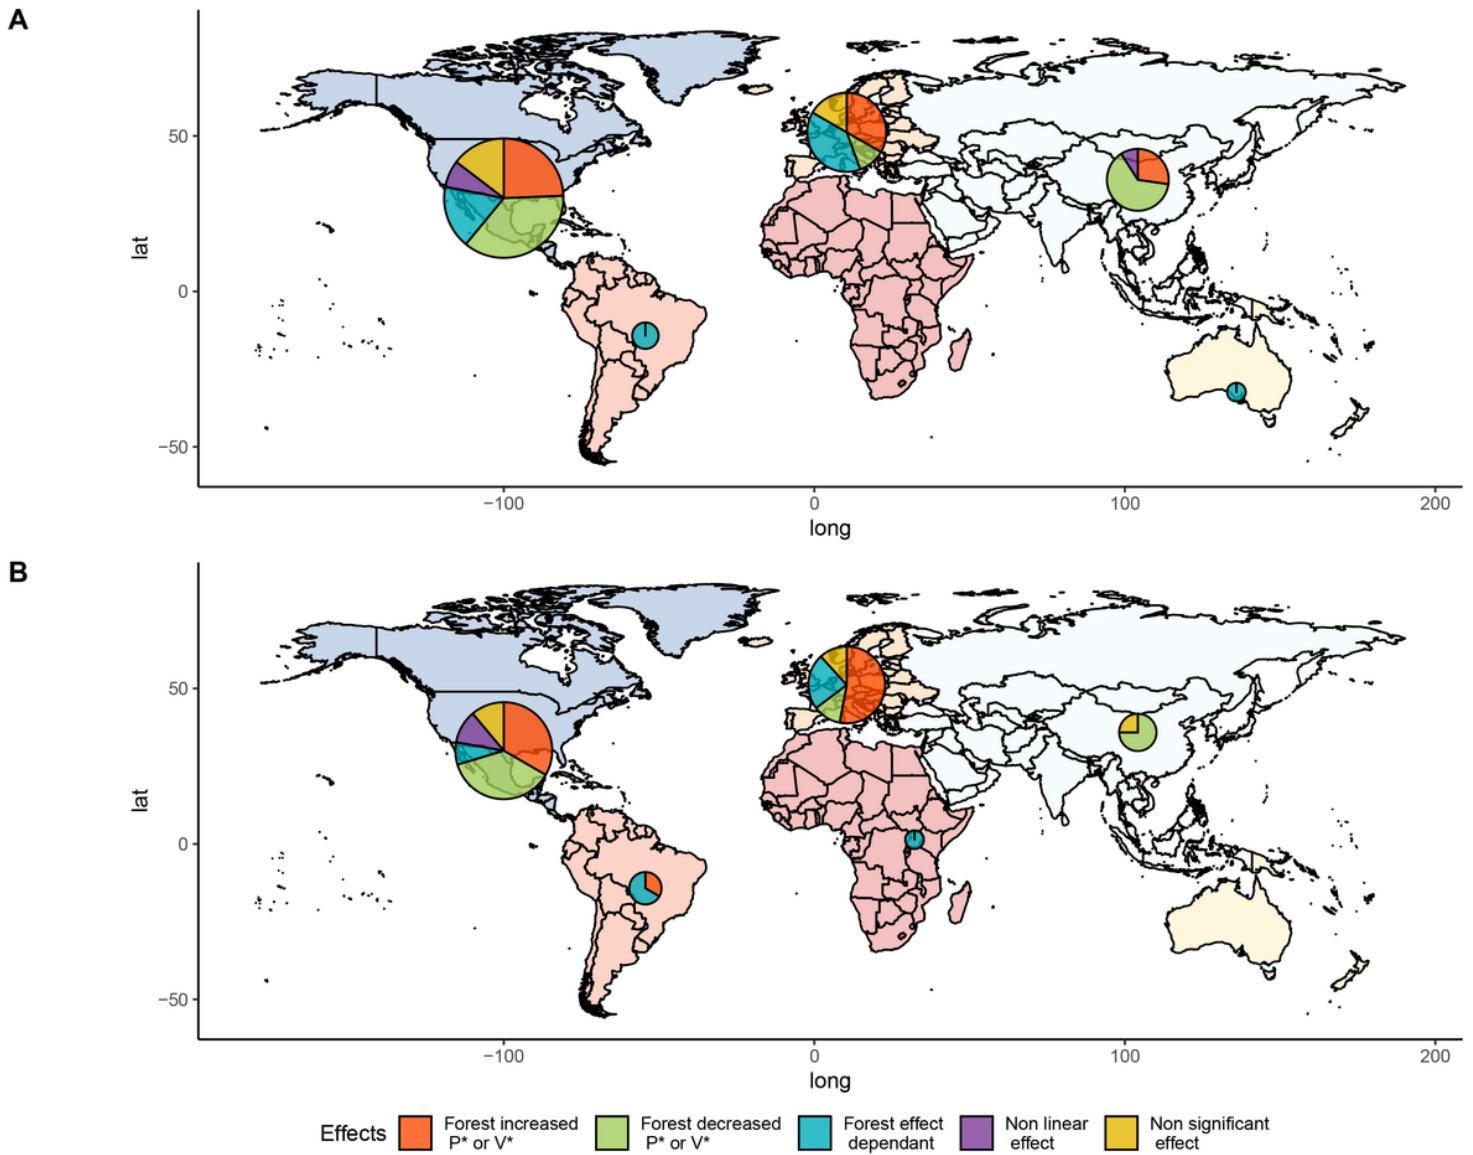 A
50
0
−50
lat
−100
0
100
200
long
B
50
0
−50
lat
−100
0
100
200
long
Effects
Forest increased
P* or V*
Forest decreased
P* or V*
Forest effect
dependant
Non linear
effect
Non significant
effect